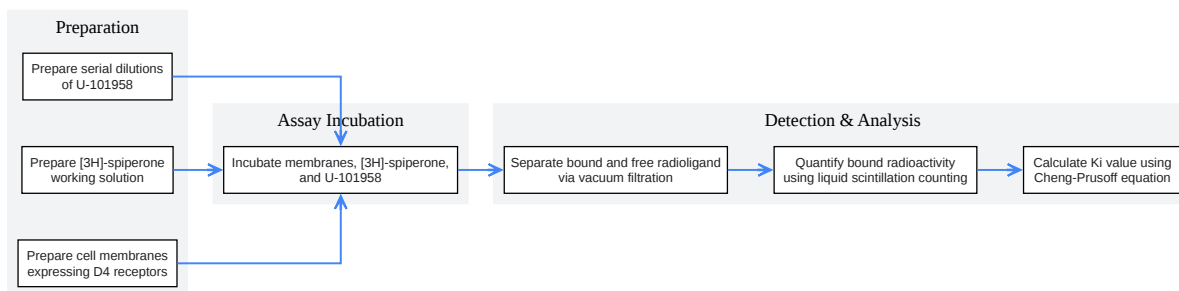 Preparation
Prepare serial dilutions
of U-101958
Prepare [3H]-spiperone
working solution
Prepare cell membranes
expressing D4 receptors
Assay Incubation
Incubate membranes, [3H]-spiperone,
and U-101958
Detection & Analysis
Separate bound and free radioligand
via vacuum filtration
Quantify bound radioactivity
using liquid scintillation counting
Calculate Ki value using
Cheng-Prusoff equation